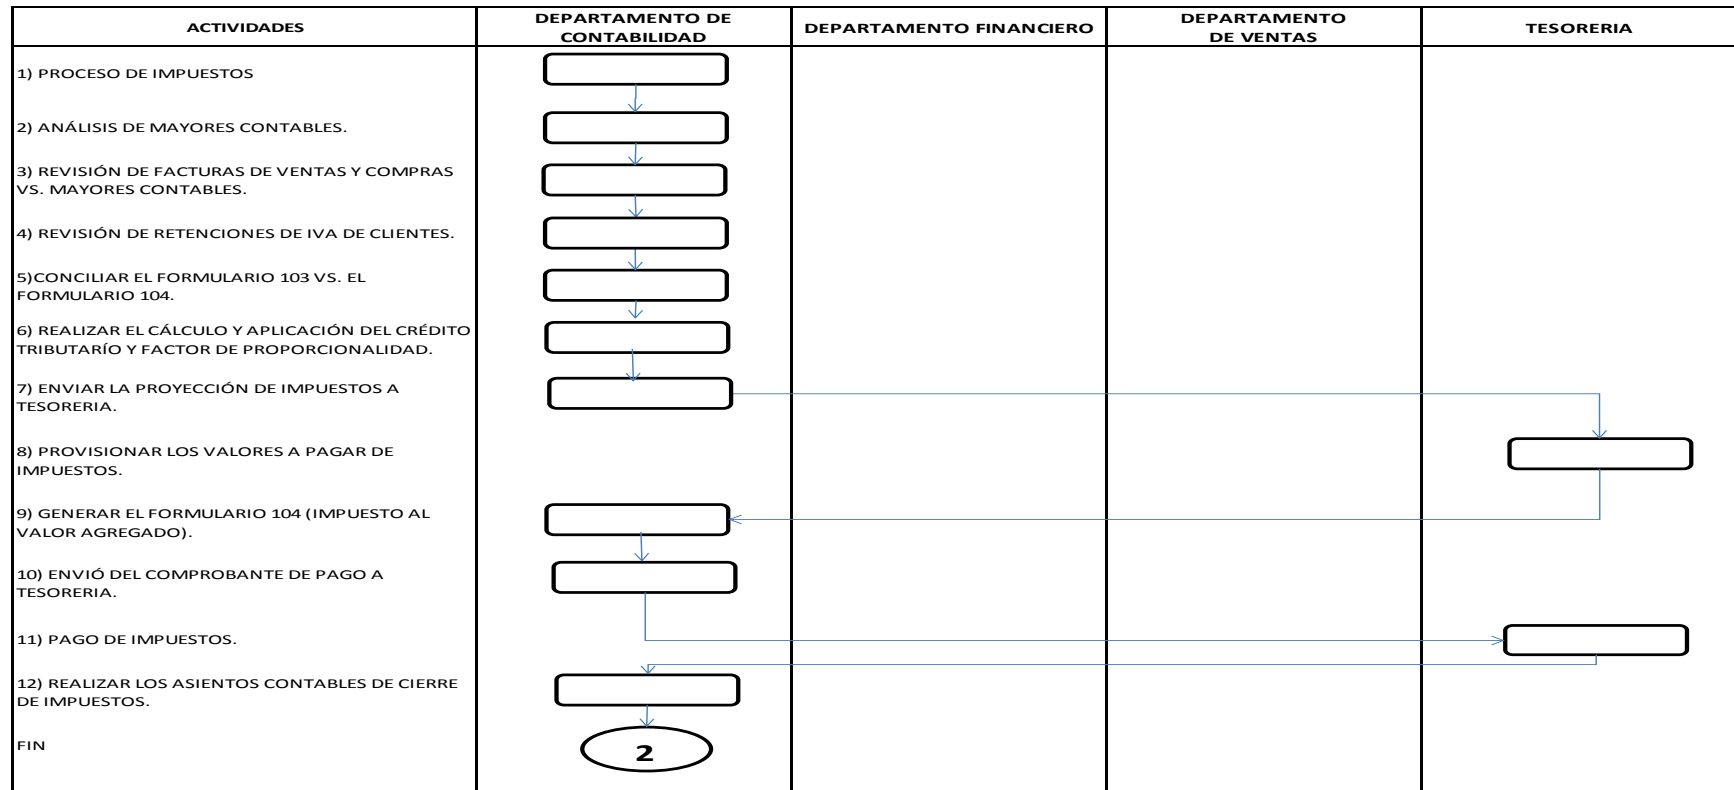 ACTIVIDADES
DEPARTAMENTO DE
CONTABILIDAD
DEPARTAMENTO FINANCIERO
DEPARTAMENTO
DE VENTAS
TESORERIA
1) PROCESO DE IMPUESTOS
2) ANÁLISIS DE MAYORES CONTABLES.
3) REVISIÓN DE FACTURAS DE VENTAS Y COMPRAS
VS. MAYORES CONTABLES.
4) REVISIÓN DE RETENCIONES DE IVA DE CLIENTES.
5)CONCILIAR EL FORMULARIO 103 VS. EL
FORMULARIO 104.
6) REALIZAR EL CÁLCULO Y APLICACIÓN DEL CRÉDITO
TRIBUTARÍO Y FACTOR DE PROPORCIONALIDAD.
7) ENVIAR LA PROYECCIÓN DE IMPUESTOS A
TESORERIA.
8) PROVISIONAR LOS VALORES A PAGAR DE
IMPUESTOS.
9) GENERAR EL FORMULARIO 104 (IMPUESTO AL
VALOR AGREGADO).
10) ENVIÓ DEL COMPROBANTE DE PAGO A
TESORERIA.
11) PAGO DE IMPUESTOS.
12) REALIZAR LOS ASIENTOS CONTABLES DE CIERRE
DE IMPUESTOS.
FIN
2